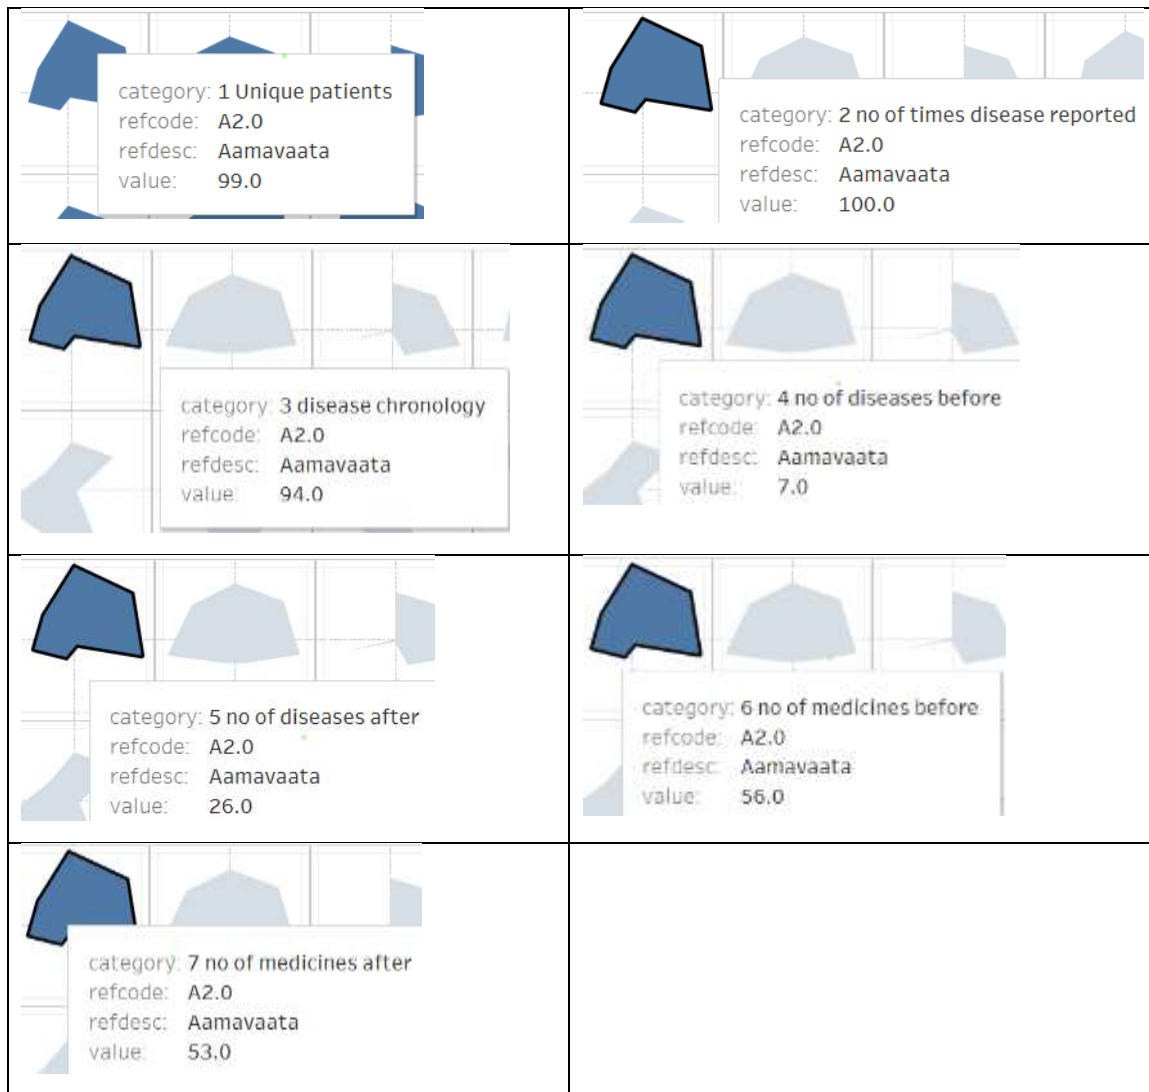 category: 1 Unique patients
refcode: A2.0
refdesc: Aamavaata
value: 99.0
category: 2 no of times disease reported
refcode: A2.0
refdesc: Aamavaata
value: 100.0
category: 3 disease chronology
refcode: A2.0
refdesc: Aamavaata
value: 94.0
category: 4 no of diseases before
refcode: A2.0
refdesc: Aamavaata
value: 7.0
category: 5 no of diseases after
refcode: A2.0
refdesc: Aamavaata
value: 26.0
category: 6 no of medicines before
refcode: A2.0
refdesc: Aamavaata
value: 56.0
category: 7 no of medicines after
refcode: A2.0
refdesc: Aamavaata
value: 53.0